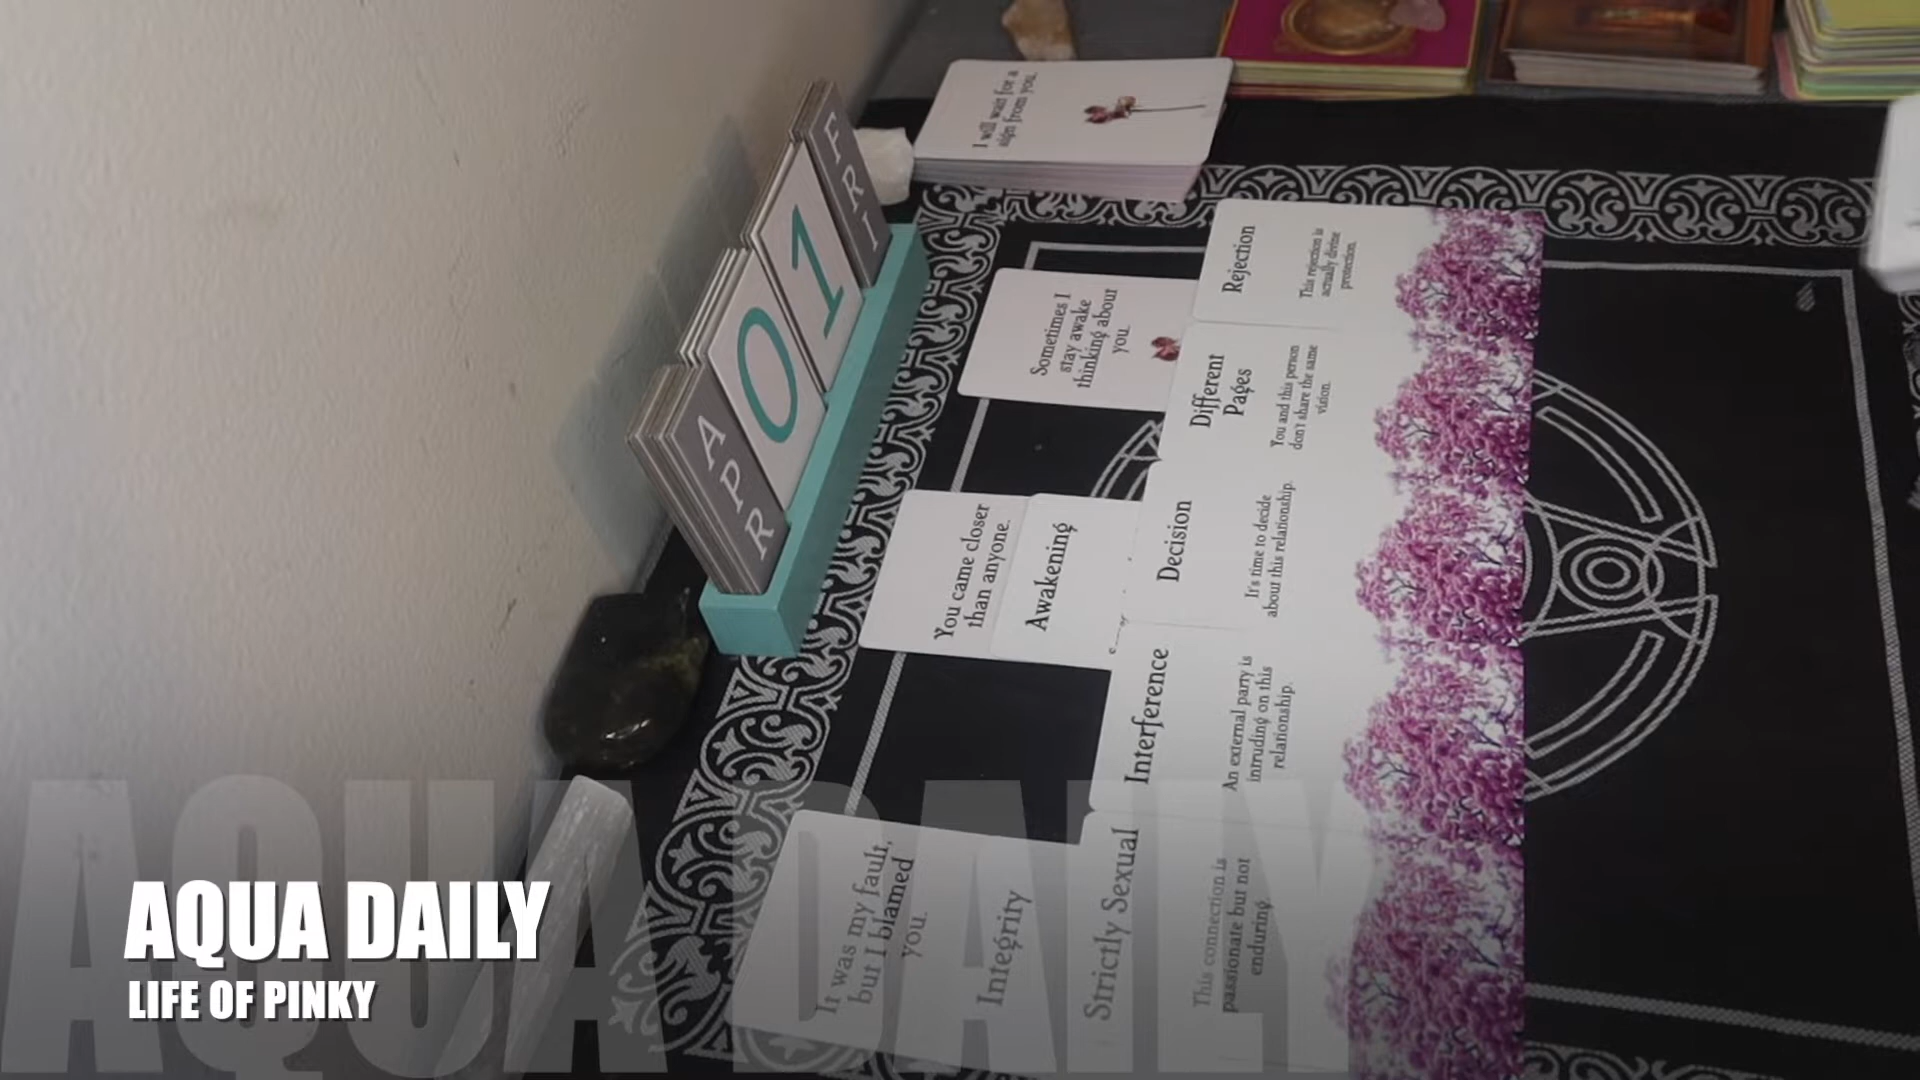 I will wait for a
sign from you.
FRI
01
APR
Sometimes I
stay awake
thinking about
you.
Rejection
This rejection is
actually divine
protection.
Different
Pages
You and this person
don't share the same
vision.
You came closer
than anyone.
Awakening
Decision
It's time to decide
about this relationship.
Interference
An external party is
intruding on this
relationship.
It was my fault,
but I blamed
you.
Integrity
Strictly Sexual
This connection is
passionate but not
enduring.
AQUA DAILY
AQUA DAILY
LIFE OF PINKY